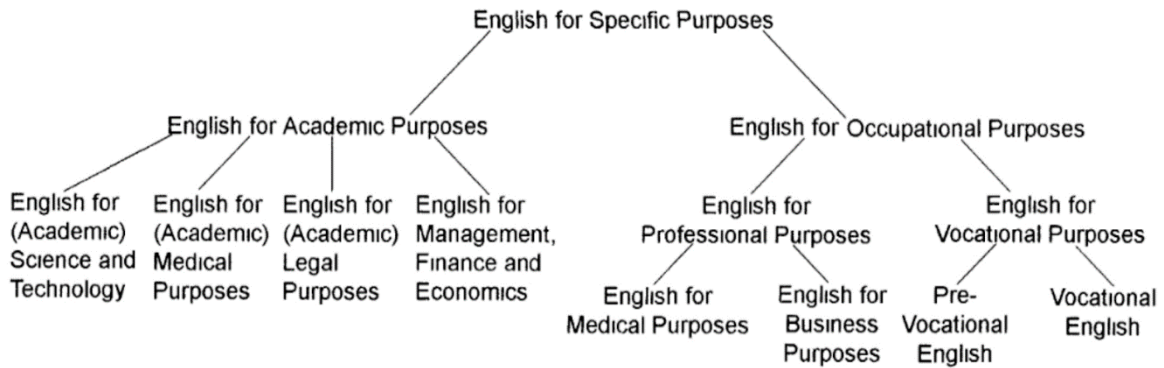 English for Specific Purposes
English for Academic Purposes
English for Occupational Purposes
English for
(Academic)
Science and
Technology
English for
(Academic)
Medical
Purposes
English for
(Academic)
Legal
Purposes
English for
Management,
Finance and
Economics
English for
Professional Purposes
English for
Vocational Purposes
English for
Medical Purposes
English for
Business
Purposes
Pre-
Vocational
English
Vocational
English